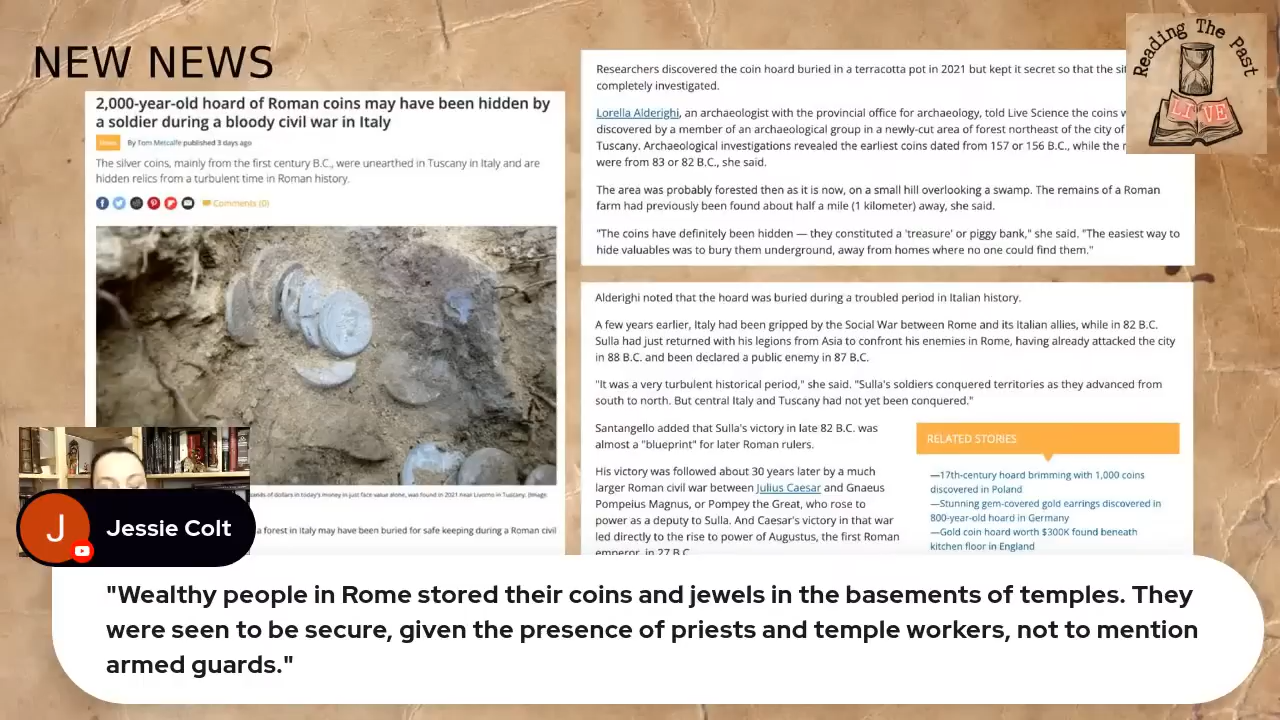 NEW NEWS
Reading The Past
LIVE
2,000-year-old hoard of Roman coins may have been hidden by
a soldier during a bloody civil war in Italy
News By Tom Metcalfe published 3 days ago
The silver coins, mainly from the first century B.C., were unearthed in Tuscany in Italy and are
hidden relics from a turbulent time in Roman history.
Comments (0)
of dollars in today's money in just face value alone, was found in 2021 near Livorno in Tuscany. (Image
a forest in Italy may have been buried for safe keeping during a Roman civil
Researchers discovered the coin hoard buried in a terracotta pot in 2021 but kept it secret so that the
completely investigated.
Lorella Alderighi, an archaeologist with the provincial office for archaeology, told Live Science the coins
discovered by a member of an archaeological group in a newly-cut area of forest northeast of the city of
Tuscany. Archaeological investigations revealed the earliest coins dated from 157 or 156 B.C., while the
were from 83 or 82 B.C., she said.
The area was probably forested then as it is now, on a small hill overlooking a swamp. The remains of a Roman
farm had previously been found about half a mile (1 kilometer) away, she said.
"The coins have definitely been hidden — they constituted a 'treasure' or piggy bank," she said. "The easiest way to
hide valuables was to bury them underground, away from homes where no one could find them."
Alderighi noted that the hoard was buried during a troubled period in Italian history.
A few years earlier, Italy had been gripped by the Social War between Rome and its Italian allies, while in 82 B.C.
Sulla had just returned with his legions from Asia to confront his enemies in Rome, having already attacked the city
in 88 B.C. and been declared a public enemy in 87 B.C.
"It was a very turbulent historical period," she said. "Sulla's soldiers conquered territories as they advanced from
south to north. But central Italy and Tuscany had not yet been conquered."
Santangello added that Sulla's victory in late 82 B.C. was
almost a "blueprint" for later Roman rulers.
His victory was followed about 30 years later by a much
larger Roman civil war between Julius Caesar and Gnaeus
Pompeius Magnus, or Pompey the Great, who rose to
power as a deputy to Sulla. And Caesar's victory in that war
led directly to the rise to power of Augustus, the first Roman
emperor, in 27 B.C.
RELATED STORIES
—17th-century hoard brimming with 1,000 coins
discovered in Poland
—Stunning gem-covered gold earrings discovered in
800-year-old hoard in Germany
—Gold coin hoard worth $300K found beneath
kitchen floor in England
J
Jessie Colt
"Wealthy people in Rome stored their coins and jewels in the basements of temples. They
were seen to be secure, given the presence of priests and temple workers, not to mention
armed guards."